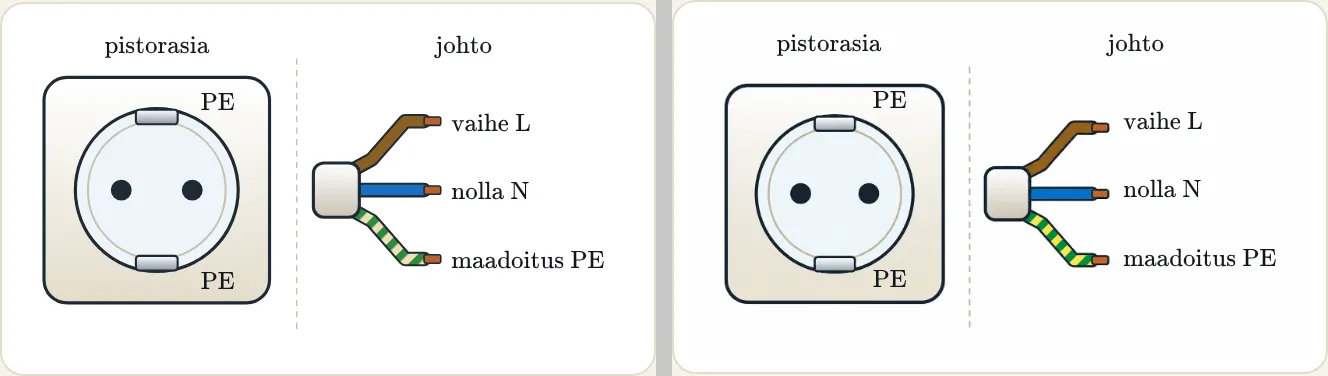 pistorasia
johto
PE
vaihe L
nolla N
maadoitus PE
PE
pistorasia
johto
PE
vaihe L
nolla N
maadoitus PE
PE